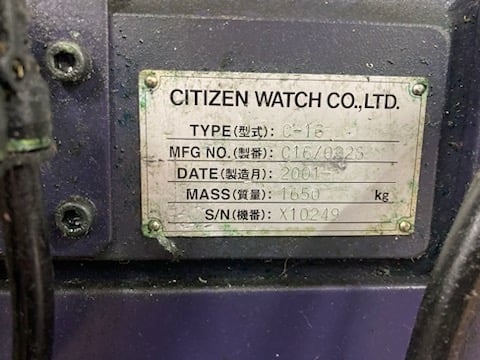 CITIZEN WATCH CO.,LTD.
TYPE(型式): C-16
MFG NO.(製番): C16/0325
DATE(製造月): 2001-
MASS(質量): 1650 kg
S/N(機番): X10249